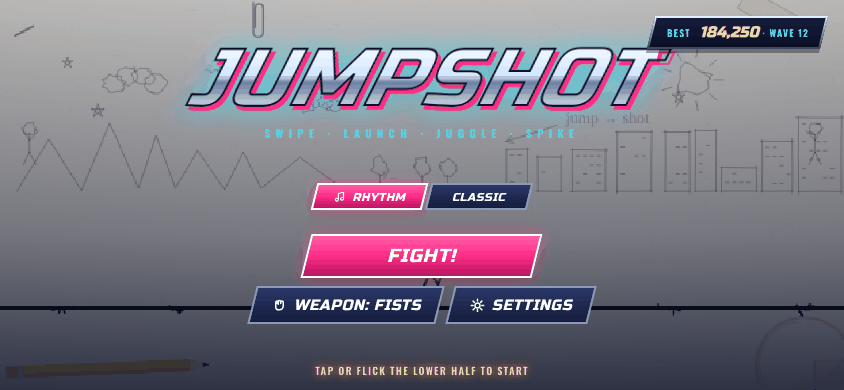 BEST 184,250 · WAVE 12
JUMPSHOT
jump → shot
SWIPE · LAUNCH · JUGGLE · SPIKE
RHYTHM
CLASSIC
FIGHT!
WEAPON: FISTS
SETTINGS
TAP OR FLICK THE LOWER HALF TO START